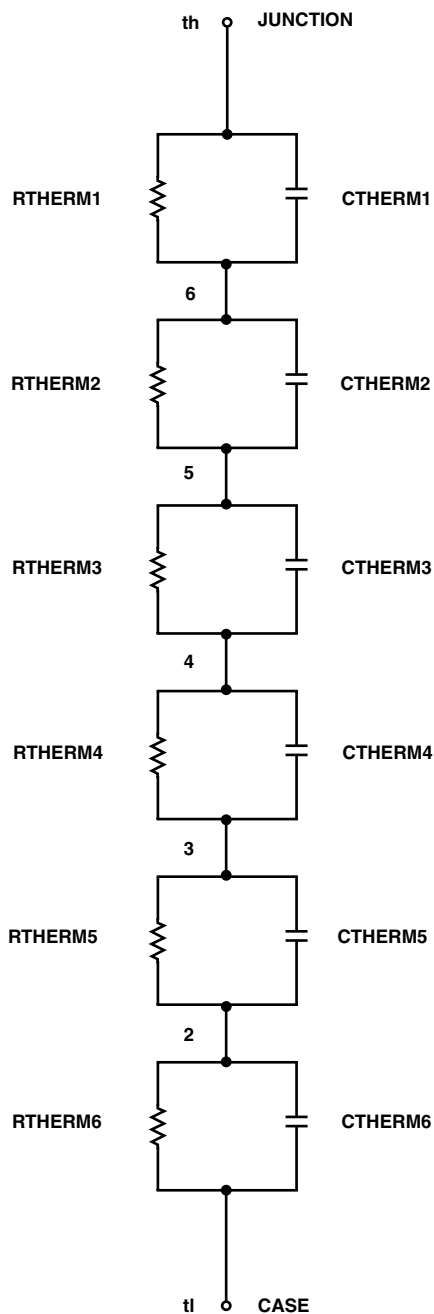 th JUNCTION
RTHERM1 CTHERM1
6
RTHERM2 CTHERM2
5
RTHERM3 CTHERM3
4
RTHERM4 CTHERM4
3
RTHERM5 CTHERM5
2
RTHERM6 CTHERM6
tl CASE